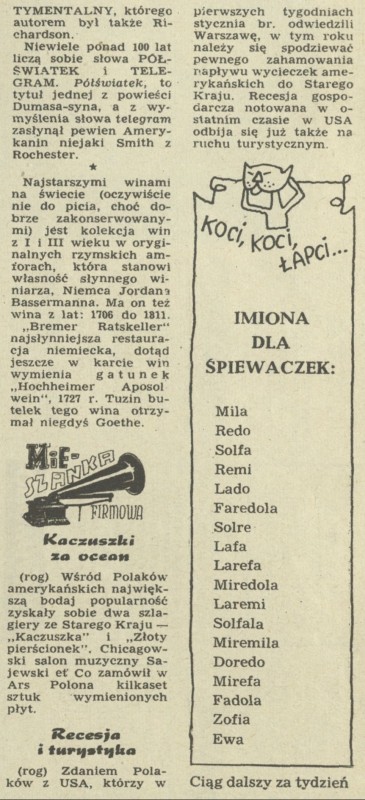 TYMENTALNY, którego
autorem był także Ri-
chardson.
Niewiele ponad 100 lat
liczą sobie słowa PÓŁ-
ŚWIATEK i TELE-
GRAM. Półświatek, to
tytuł jednej z powieści
Dumasa-syna, a z wy-
myślenia słowa telegram
zasłynął pewien Amery-
kanin niejaki Smith z
Rochester.
★
Najstarszymi winami
na świecie (oczywiście
nie do picia, choć do-
brze zakonserwowany-
mi) jest kolekcja win
z I i III wieku w orygi-
nalnych rzymskich am-
forach, która stanowi
własność słynnego wi-
niarza, Niemca Jordana
Bassermanna. Ma on też
wina z lat: 1706 do 1811.
„Bremer Ratskeller"
najsłynniejsza restaura-
cja niemiecka, dotąd
jeszcze w karcie win
wymienia gatunek
„Hochheimer Aposol
wein", 1727 r. Tuzin bu-
telek tego wina otrzy-
mał niegdyś Goethe.
MIE-
SZANKA
FIRMOWA
Kaczuszki
za ocean
(rog) Wśród Polaków
amerykańskich najwięk-
szą bodaj popularność
zyskały sobie dwa szla-
giery ze Starego Kraju —
„Kaczuszka" i „Złoty
pierścionek". Chicagow-
ski salon muzyczny Sa-
jewski et Co zamówił w
Ars Polona kilkaset
sztuk wymienionych
płyt.
Recesja
i turystyka
(rog) Zdaniem Pola-
ków z USA, którzy w
pierwszych tygodniach
stycznia br. odwiedzili
Warszawę, w tym roku
należy się spodziewać
pewnego zahamowania
napływu wycieczek ame-
rykańskich do Starego
Kraju. Recesja gospo-
darcza notowana w o-
statnim czasie w USA
odbija się już także na
ruchu turystycznym.
KOCI, KOCI,
ŁAPCI...
IMIONA
DLA
ŚPIEWACZEK:
Mila
Redo
Solfa
Remi
Lado
Faredola
Solre
Lafa
Larefa
Miredola
Laremi
Solfala
Miremila
Doredo
Mirefa
Fadola
Zofia
Ewa
Ciąg dalszy za tydzień